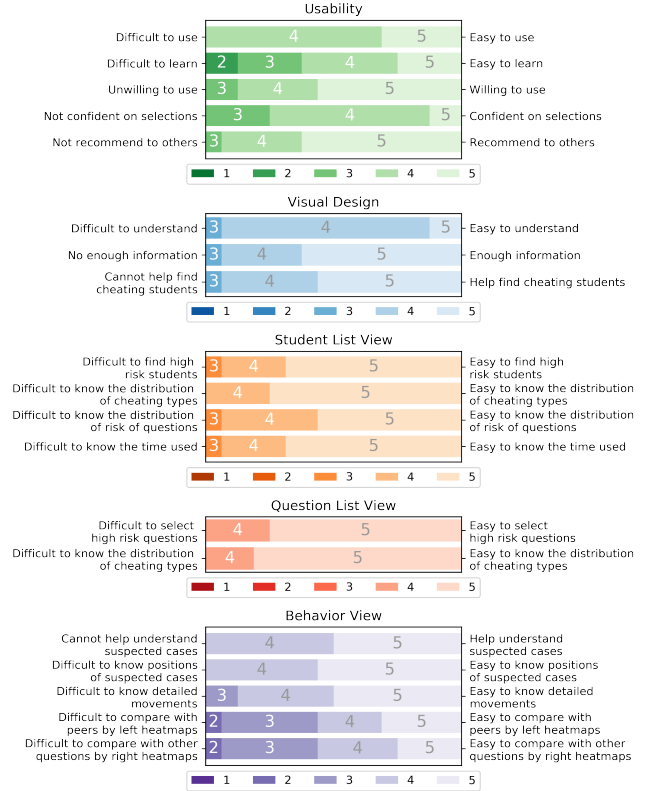 Usability
Difficult to use 4 5 Easy to use
Difficult to learn 2 3 4 5 Easy to learn
Unwilling to use 3 4 5 Willing to use
Not confident on selections 3 4 5 Confident on selections
Not recommend to others 3 4 5 Recommend to others
1 2 3 4 5
Visual Design
Difficult to understand 3 4 5 Easy to understand
No enough information 3 4 5 Enough information
Cannot help find
cheating students 3 4 5 Help find cheating students
1 2 3 4 5
Student List View
Difficult to find high
risk students 3 4 5 Easy to find high
risk students
Difficult to know the distribution
of cheating types 4 5 Easy to know the distribution
of cheating types
Difficult to know the distribution
of risk of questions 3 4 5 Easy to know the distribution
of risk of questions
Difficult to know the time used 3 4 5 Easy to know the time used
1 2 3 4 5
Question List View
Difficult to select
high risk questions 4 5 Easy to select
high risk questions
Difficult to know the distribution
of cheating types 4 5 Easy to know the distribution
of cheating types
1 2 3 4 5
Behavior View
Cannot help understand
suspected cases 4 5 Help understand
suspected cases
Difficult to know positions
of suspected cases 4 5 Easy to know positions
of suspected cases
Difficult to know detailed
movements 3 4 5 Easy to know detailed
movements
Difficult to compare with
peers by left heatmaps 2 3 4 5 Easy to compare with
peers by left heatmaps
Difficult to compare with other
questions by right heatmaps 2 3 4 5 Easy to compare with other
questions by right heatmaps
1 2 3 4 5